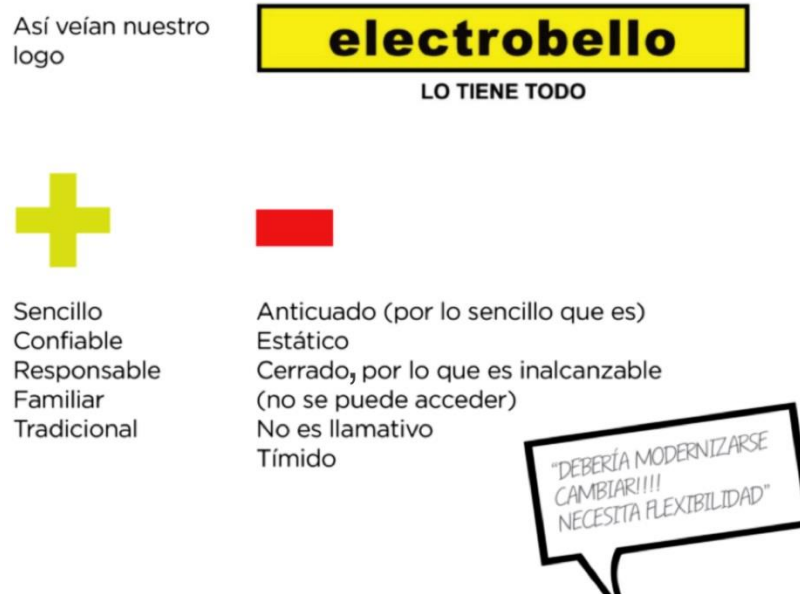 Así veían nuestro
logo
electrobello
LO TIENE TODO
Sencillo
Confiable
Responsable
Familiar
Tradicional
Anticuado (por lo sencillo que es)
Estático
Cerrado, por lo que es inalcanzable
(no se puede acceder)
No es llamativo
Tímido
"DEBERÍA MODERNIZARSE
CAMBIAR!!!!
NECESITA FLEXIBILIDAD"